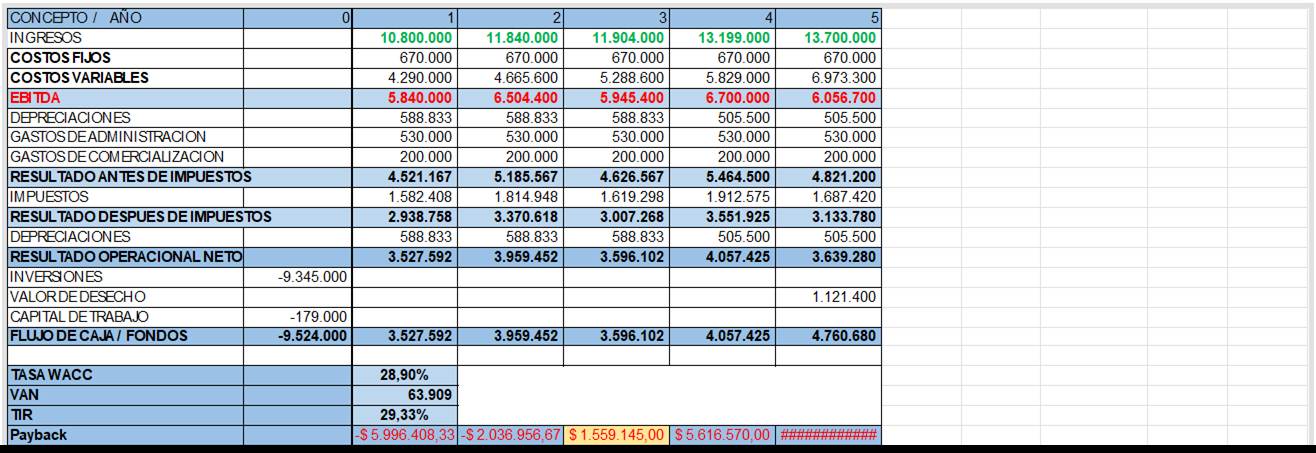 CONCEPTO / AÑO 0 1 2 3 4 5
INGRESOS 10.800.000 11.840.000 11.904.000 13.199.000 13.700.000
COSTOS FIJOS 670.000 670.000 670.000 670.000 670.000
COSTOS VARIABLES 4.290.000 4.665.600 5.288.600 5.829.000 6.973.300
EBITDA 5.840.000 6.504.400 5.945.400 6.700.000 6.056.700
DEPRECIACIONES 588.833 588.833 588.833 505.500 505.500
GASTOS DE ADMINISTRACION 530.000 530.000 530.000 530.000 530.000
GASTOS DE COMERCIALIZACION 200.000 200.000 200.000 200.000 200.000
RESULTADO ANTES DE IMPUESTOS 4.521.167 5.185.567 4.626.567 5.464.500 4.821.200
IMPUESTOS 1.582.408 1.814.948 1.619.298 1.912.575 1.687.420
RESULTADO DESPUES DE IMPUESTOS 2.938.758 3.370.618 3.007.268 3.551.925 3.133.780
DEPRECIACIONES 588.833 588.833 588.833 505.500 505.500
RESULTADO OPERACIONAL NETO 3.527.592 3.959.452 3.596.102 4.057.425 3.639.280
INVERSIONES -9.345.000
VALOR DE DESECHO 1.121.400
CAPITAL DE TRABAJO -179.000
FLUJO DE CAJA / FONDOS -9.524.000 3.527.592 3.959.452 3.596.102 4.057.425 4.760.680
TASA WACC 28,90%
VAN 63.909
TIR 29,33%
Payback -$ 5.996.408,33 -$ 2.036.956,67 $ 1.559.145,00 $ 5.616.570,00 ############